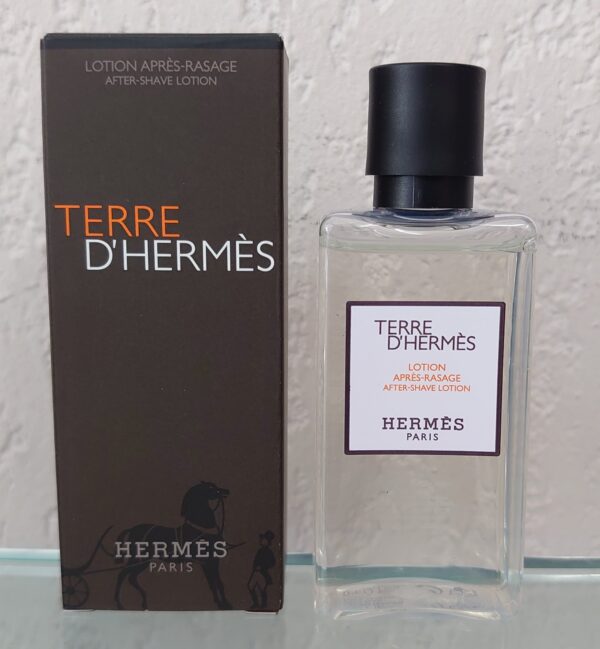 LOTION APRÈS-RASAGE
AFTER-SHAVE LOTION
TERRE
D'HERMÈS
HERMÈS
PARIS
TERRE
D'HERMÈS
LOTION
APRÈS-RASAGE
AFTER-SHAVE LOTION
HERMÈS
PARIS